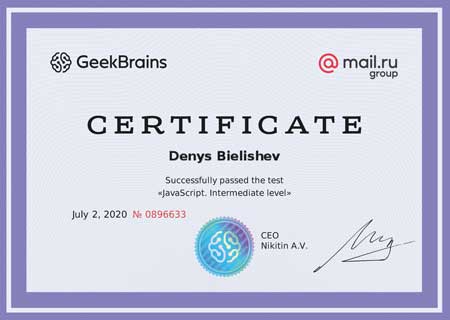 GeekBrains
@mail.ru
group
CERTIFICATE
Denys Bielishev
Successfully passed the test
«JavaScript. Intermediate level»
July 2, 2020 № 0896633
CEO
Nikitin A.V.